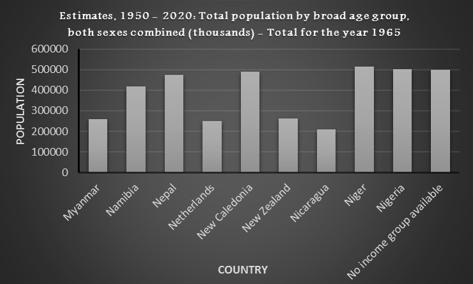 Estimates, 1950 – 2020: Total population by broad age group,
both sexes combined (thousands) – Total for the year 1965
POPULATION
600000
500000
400000
300000
200000
100000
0
Myanmar
Namibia
Nepal
Netherlands
New Caledonia
New Zealand
Nicaragua
Niger
Nigeria
No income group available
COUNTRY